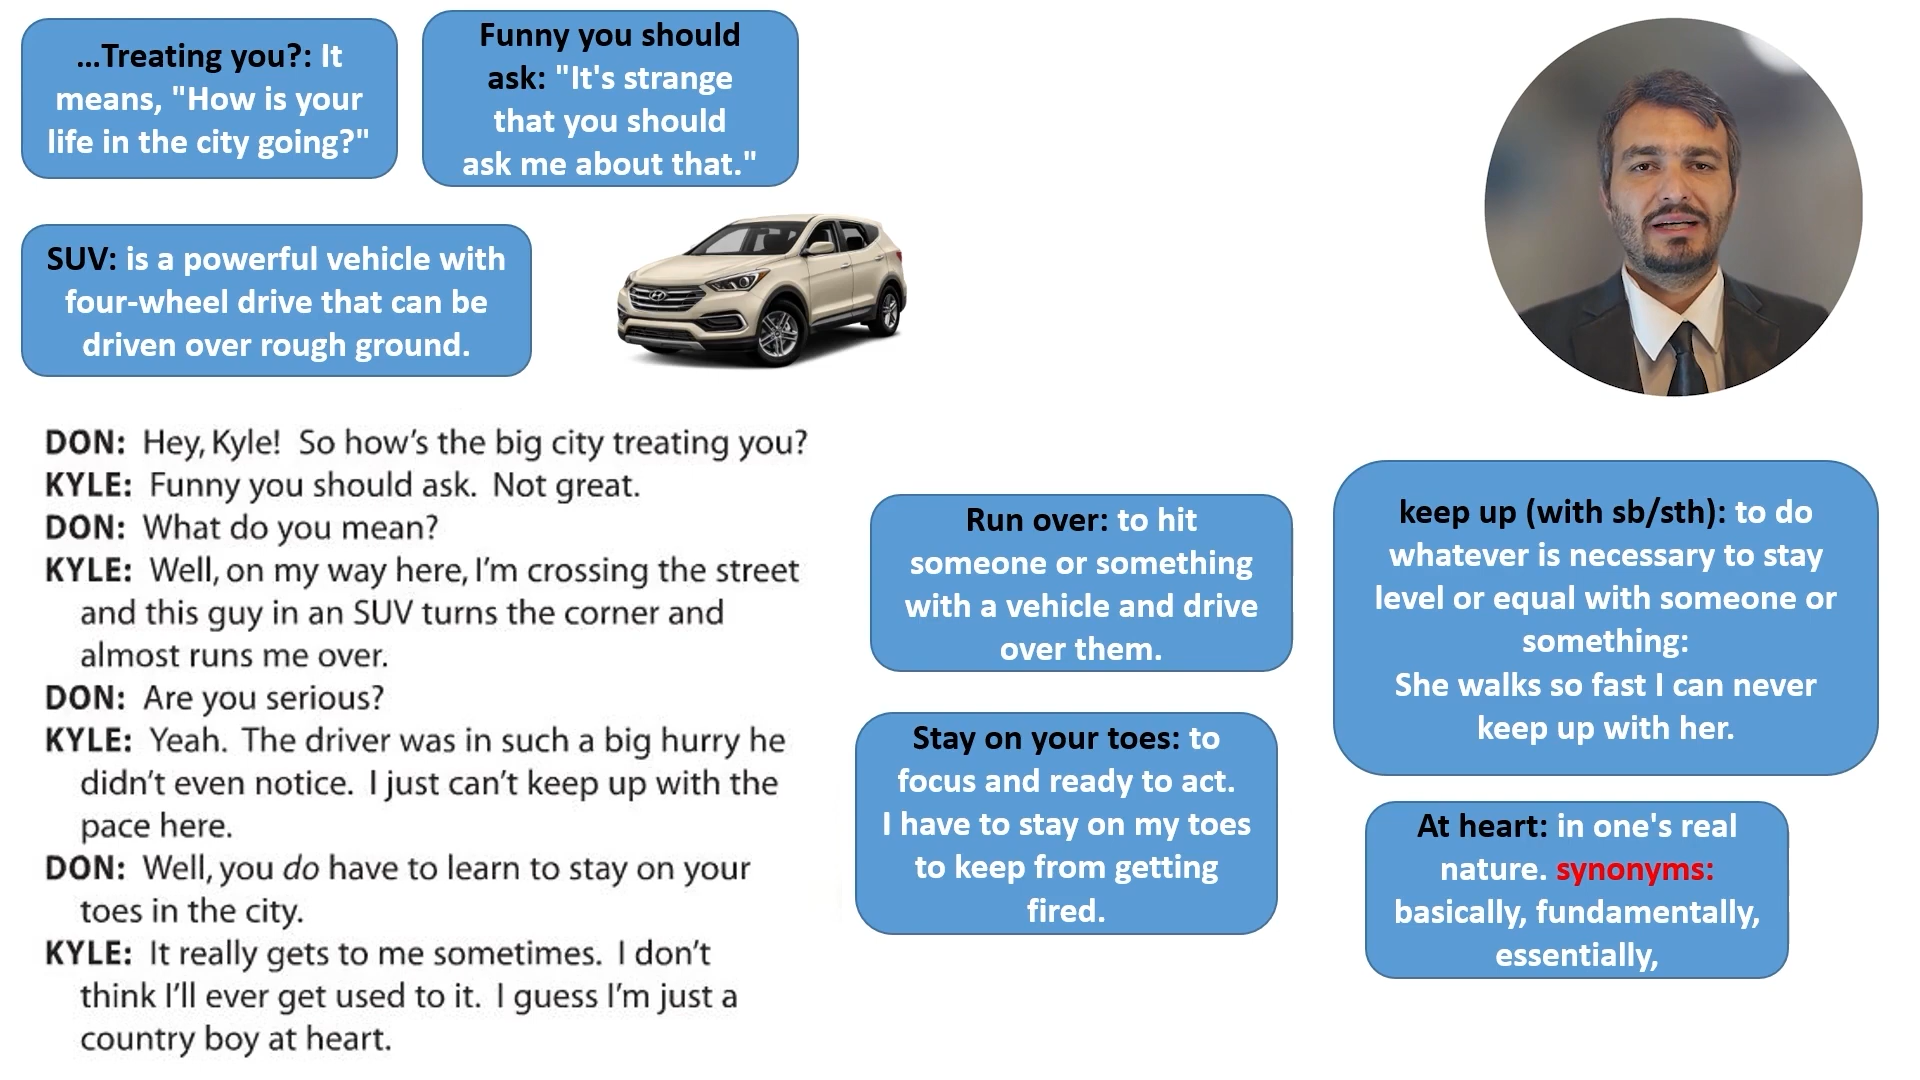 ...Treating you?: It
means, "How is your
life in the city going?"
Funny you should
ask: "It's strange
that you should
ask me about that."
SUV: is a powerful vehicle with
four-wheel drive that can be
driven over rough ground.
DON: Hey, Kyle! So how's the big city treating you?
KYLE: Funny you should ask. Not great.
DON: What do you mean?
KYLE: Well, on my way here, I'm crossing the street
and this guy in an SUV turns the corner and
almost runs me over.
DON: Are you serious?
KYLE: Yeah. The driver was in such a big hurry he
didn't even notice. I just can't keep up with the
pace here.
DON: Well, you do have to learn to stay on your
toes in the city.
KYLE: It really gets to me sometimes. I don't
think I'll ever get used to it. I guess I'm just a
country boy at heart.
Run over: to hit
someone or something
with a vehicle and drive
over them.
Stay on your toes: to
focus and ready to act.
I have to stay on my toes
to keep from getting
fired.
keep up (with sb/sth): to do
whatever is necessary to stay
level or equal with someone or
something:
She walks so fast I can never
keep up with her.
At heart: in one's real
nature. synonyms:
basically, fundamentally,
essentially,